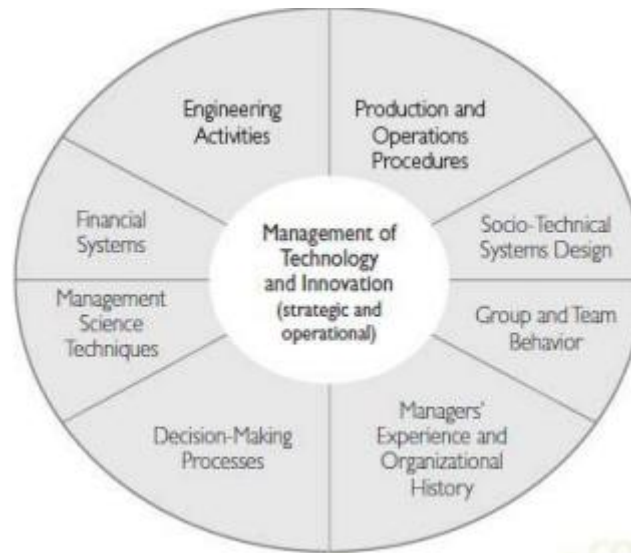 Engineering
Activities
Production and
Operations
Procedures
Financial
Systems
Management of
Technology
and Innovation
(strategic and
operational)
Socio-Technical
Systems Design
Management
Science
Techniques
Group and Team
Behavior
Decision-Making
Processes
Managers'
Experience and
Organizational
History